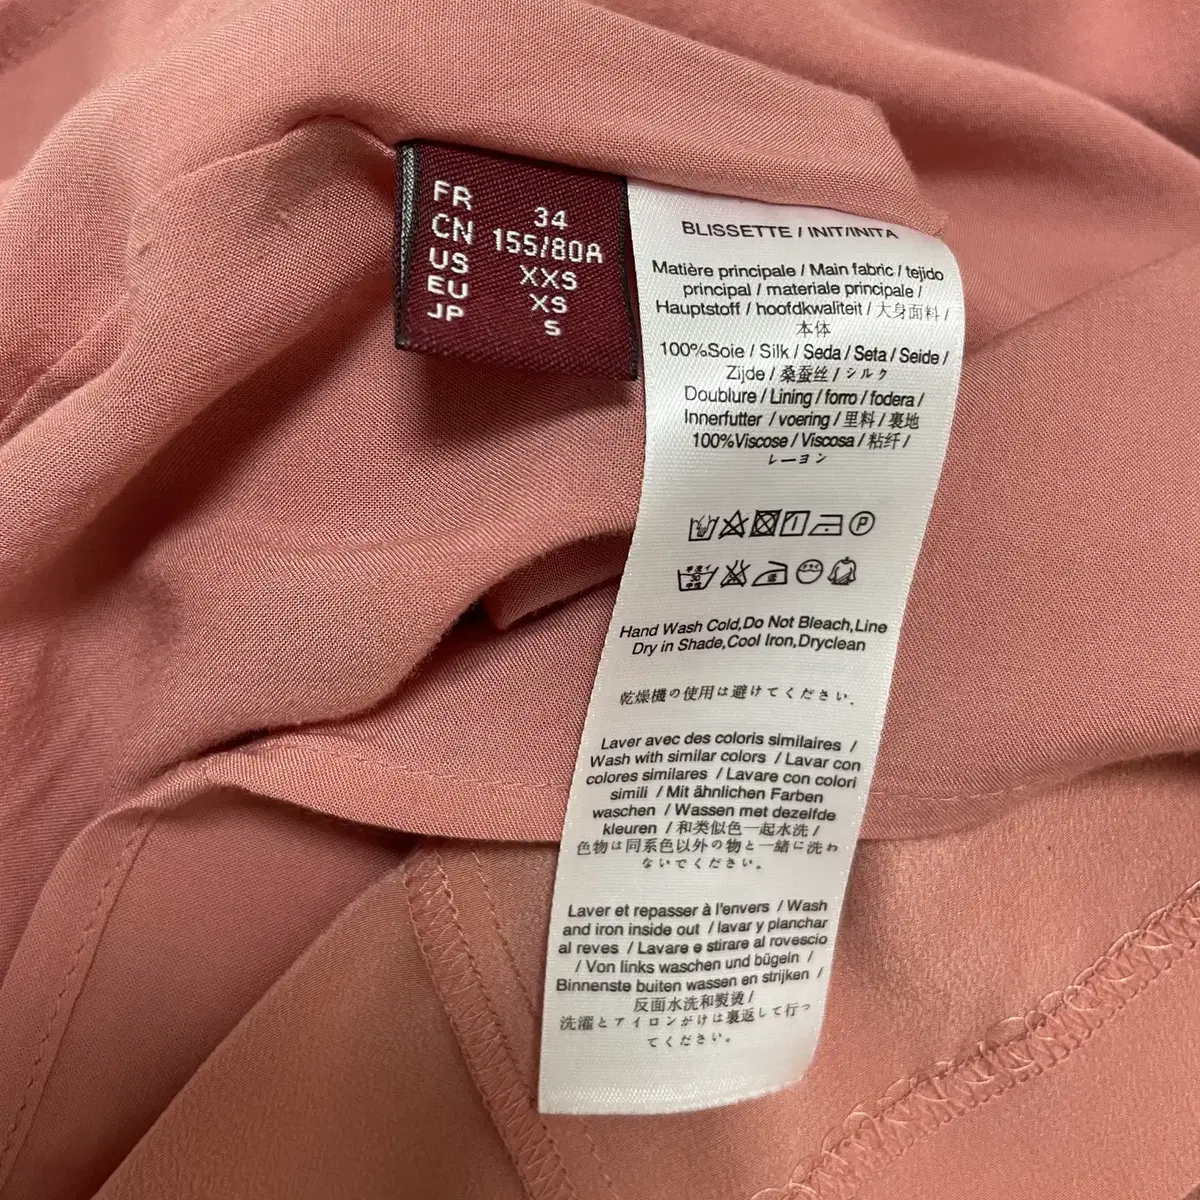 FR 34
CN 155/80A
US XXS
EU XS
JP S
BLISSETTE / INIT/INITA
Matière principale / Main fabric / tejido
principal / materiale principale /
Hauptstoff / hoofdkwaliteit / 大身面料 /
本体
100%Soie / Silk / Seda / Seta / Seide /
Zijde / 桑蚕丝 / シルク
Doublure / Lining / forro / fodera /
Innerfutter / voering / 里料 / 裏地
100%Viscose / Viscosa / 粘纤 /
レーヨン
P
Hand Wash Cold,Do Not Bleach,Line
Dry in Shade,Cool Iron,Dryclean
乾燥機の使用は避けてください.
Laver avec des coloris similaires /
Wash with similar colors / Lavar con
colores similares / Lavare con colori
simili / Mit ähnlichen Farben
waschen / Wassen met dezelfde
kleuren / 和类似色一起水洗 /
色物は同系色以外の物と一緒に洗わ
ないでください。
Laver et repasser à l'envers / Wash
and iron inside out / lavar y planchar
al reves / Lavare e stirare al rovescio
/ Von links waschen und bügeln /
Binnenste buiten wassen en strijken /
反面水洗和熨烫 /
洗濯とアイロンがけは裏返して行っ
てください。